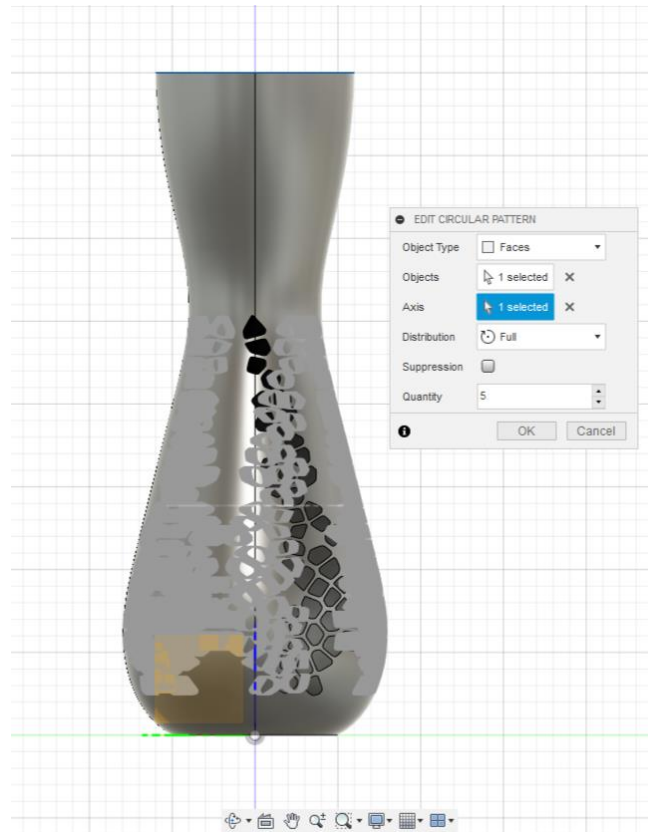 EDIT CIRCULAR PATTERN
Object Type Faces
Objects 1 selected
Axis 1 selected
Distribution Full
Suppression
Quantity 5
OK Cancel